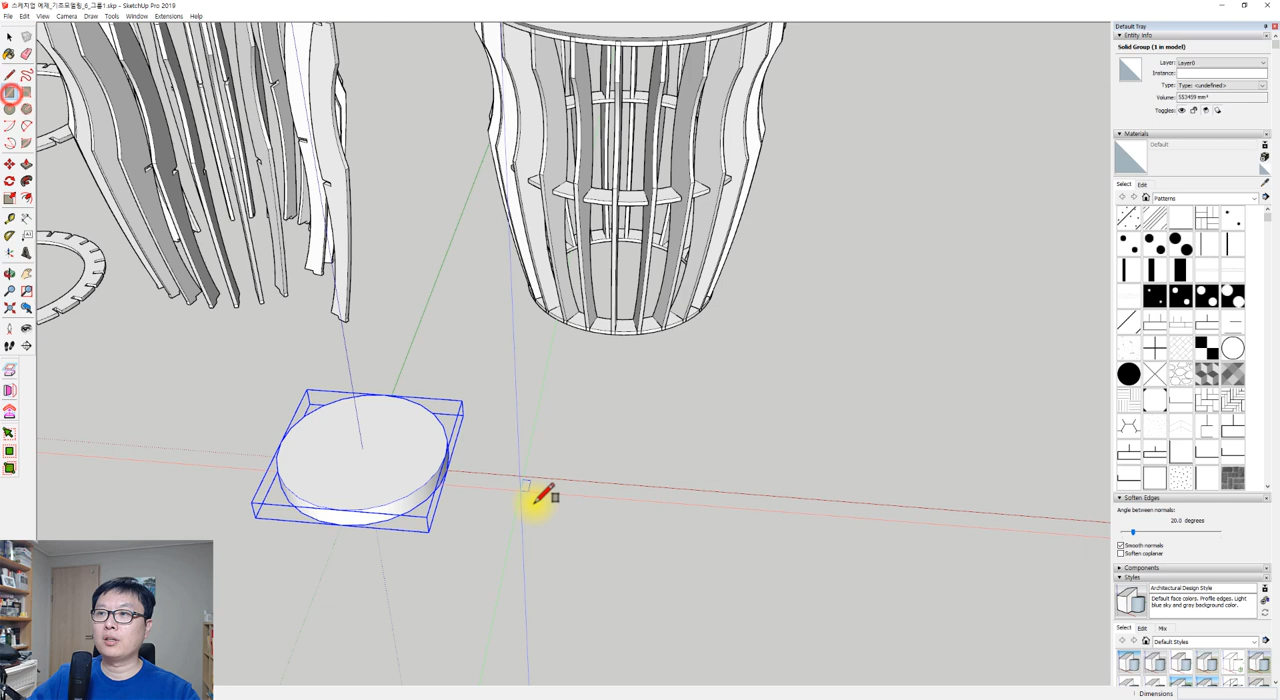 스케치업 예제_기초모델링_6_그룹1.skp - SketchUp Pro 2019
File Edit View Camera Draw Tools Window Extensions Help
Default Tray
Entity Info
Solid Group (1 in model)
Layer: Layer0
Instance:
Type: Type: <undefined>
Volume: 553459 mm³
Toggles:
Materials
Default
Select Edit
Patterns
Soften Edges
Angle between normals:
20.0 degrees
Smooth normals
Soften coplanar
Components
Styles
Architectural Design Style
Default face colors. Profile edges. Light
blue sky and gray background color.
Select Edit Mix
Default Styles
Dimensions